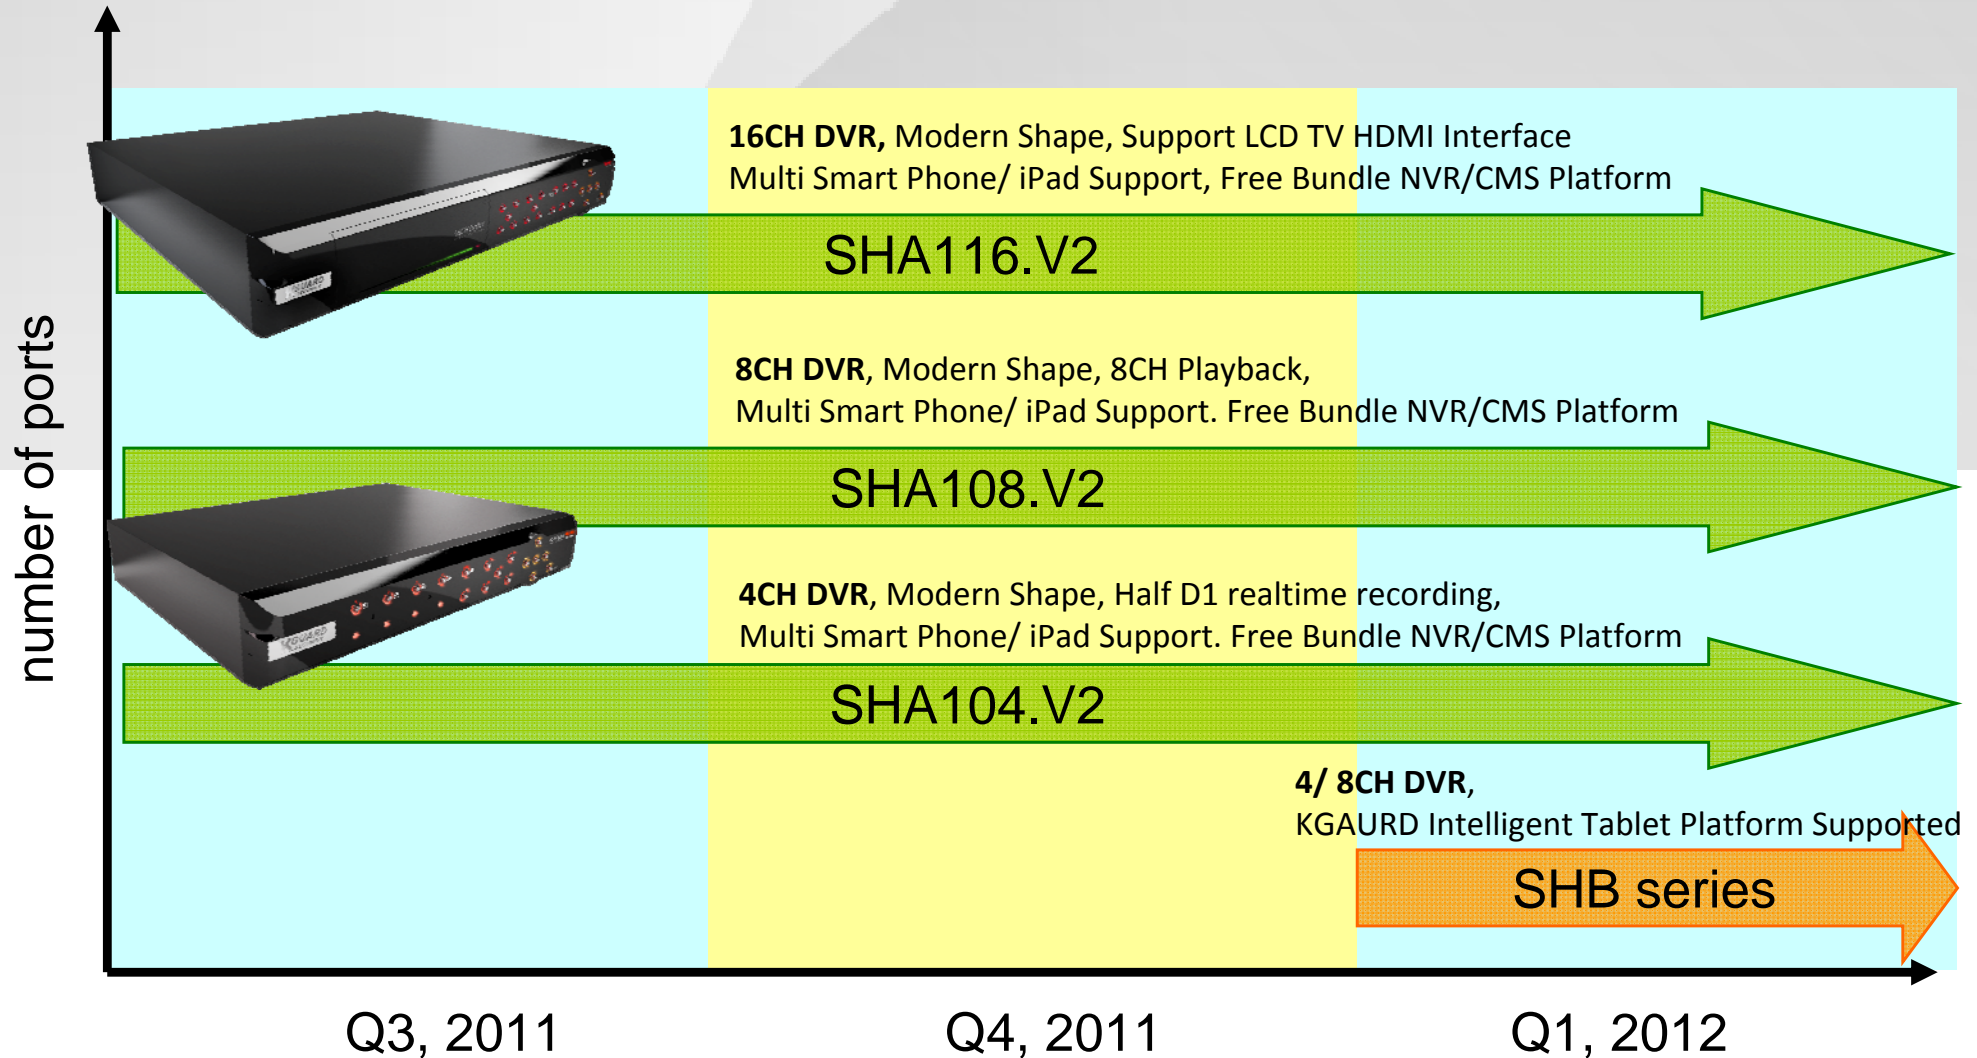 16CH DVR, Modern Shape, Support LCD TV HDMI Interface
Multi Smart Phone/ iPad Support, Free Bundle NVR/CMS Platform
SHA116.V2
8CH DVR, Modern Shape, 8CH Playback,
Multi Smart Phone/ iPad Support. Free Bundle NVR/CMS Platform
SHA108.V2
4CH DVR, Modern Shape, Half D1 realtime recording,
Multi Smart Phone/ iPad Support. Free Bundle NVR/CMS Platform
SHA104.V2
4/ 8CH DVR,
KGAURD Intelligent Tablet Platform Supported
SHB series
number of ports
Q3, 2011
Q4, 2011
Q1, 2012
KGUARD